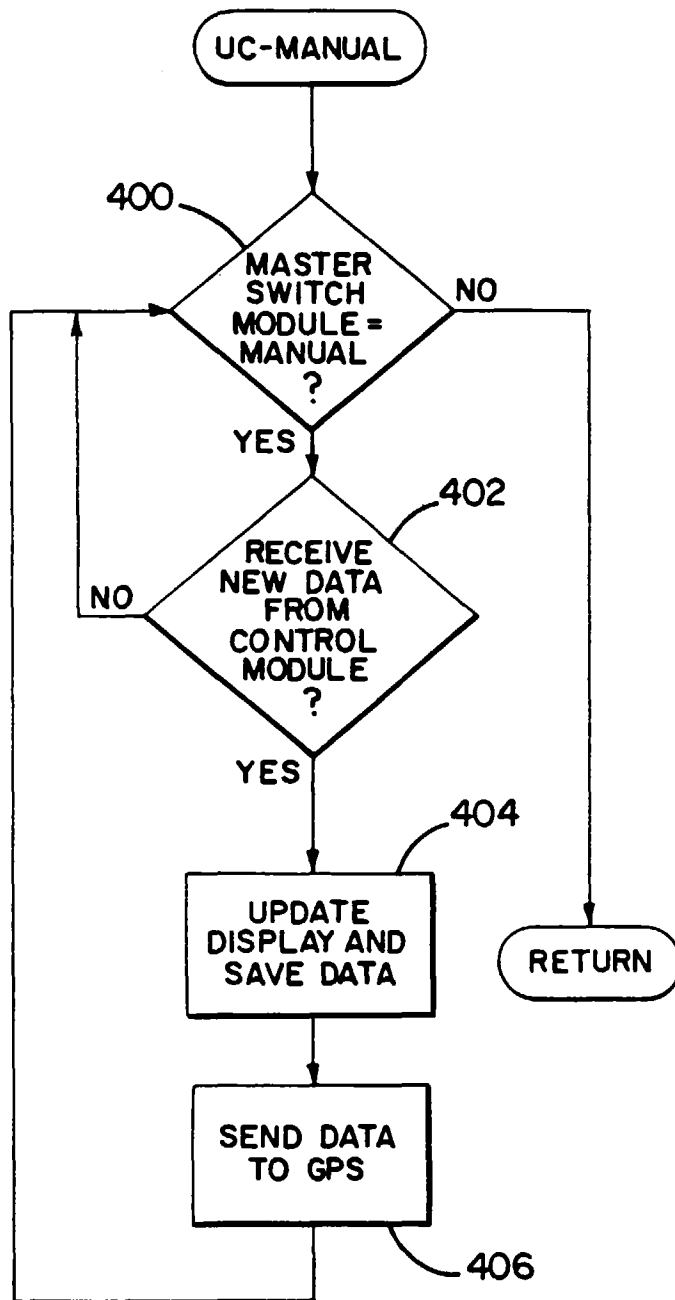 UC-MANUAL
400
MASTER
SWITCH
MODULE=
MANUAL
?
NO
YES
402
RECEIVE
NEW DATA
FROM
CONTROL
MODULE
?
NO
YES
404
UPDATE
DISPLAY AND
SAVE DATA
RETURN
SEND DATA
TO GPS
406